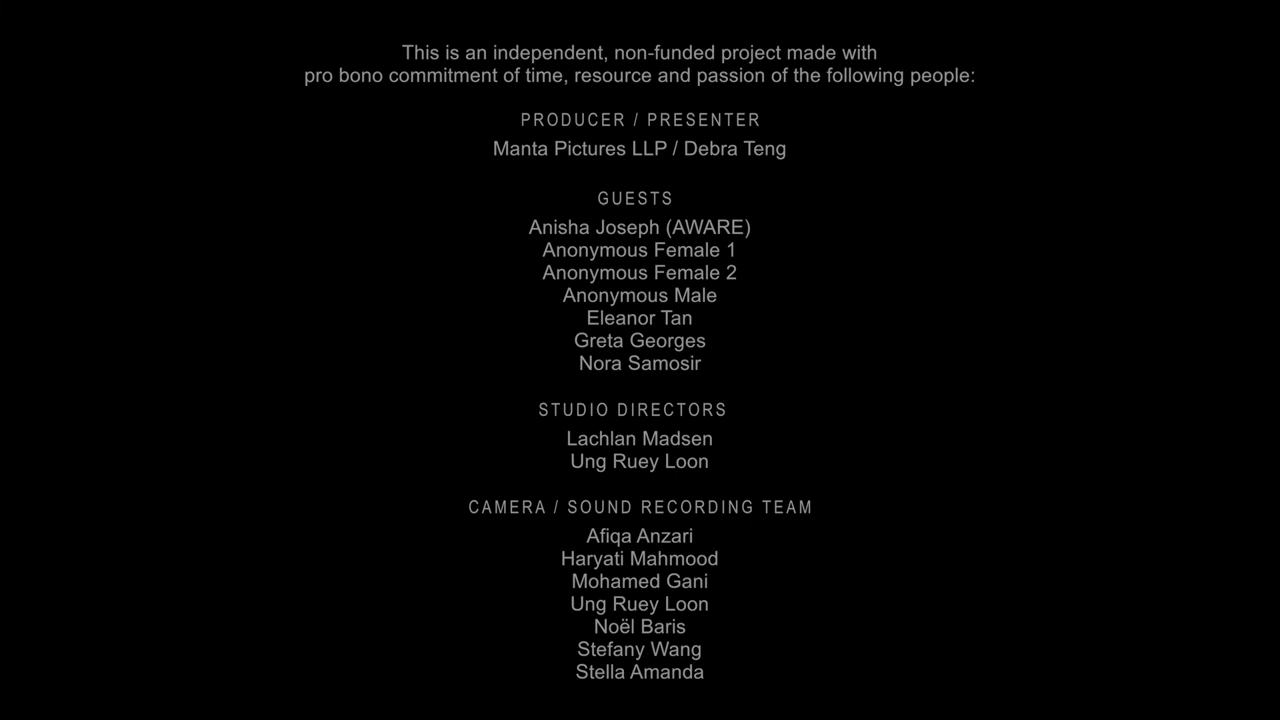 This is an independent, non-funded project made with
pro bono commitment of time, resource and passion of the following people:
PRODUCER / PRESENTER
Manta Pictures LLP / Debra Teng
GUESTS
Anisha Joseph (AWARE)
Anonymous Female 1
Anonymous Female 2
Anonymous Male
Eleanor Tan
Greta Georges
Nora Samosir
STUDIO DIRECTORS
Lachlan Madsen
Ung Ruey Loon
CAMERA / SOUND RECORDING TEAM
Afiqa Anzari
Haryati Mahmood
Mohamed Gani
Ung Ruey Loon
Noël Baris
Stefany Wang
Stella Amanda